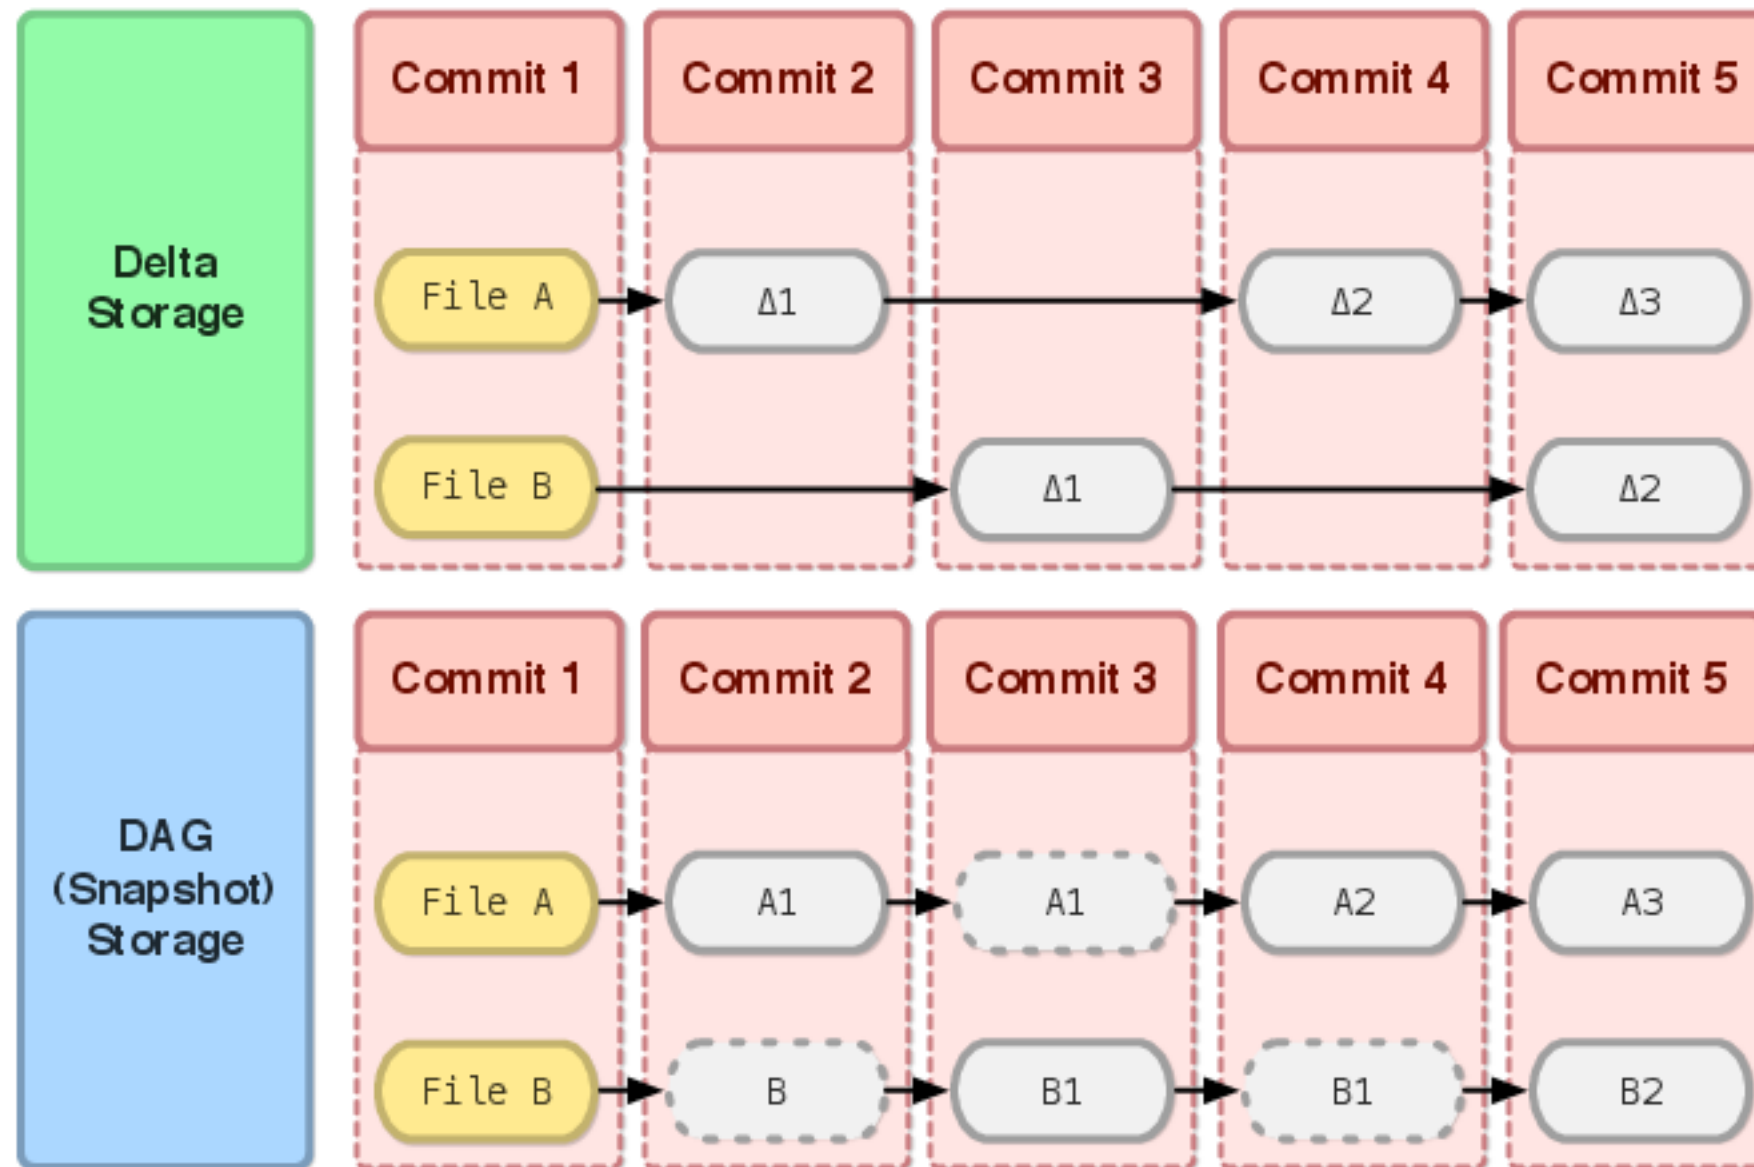 Delta
Storage
Commit 1
Commit 2
Commit 3
Commit 4
Commit 5
File A
Δ1
Δ2
Δ3
File B
Δ1
Δ2
DAG
(Snapshot)
Storage
Commit 1
Commit 2
Commit 3
Commit 4
Commit 5
File A
A1
A1
A2
A3
File B
B
B1
B1
B2